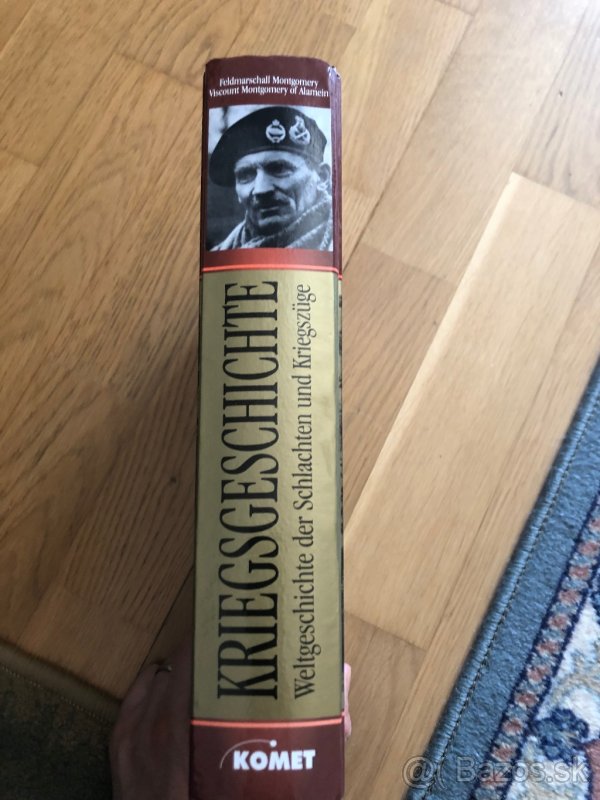 Feldmarschall Montgomery
Viscount Montgomery of Alamein
KRIEGSGESCHICHTE
Weltgeschichte der Schlachten und Kriegszüge
KOMET
Bazos.sk